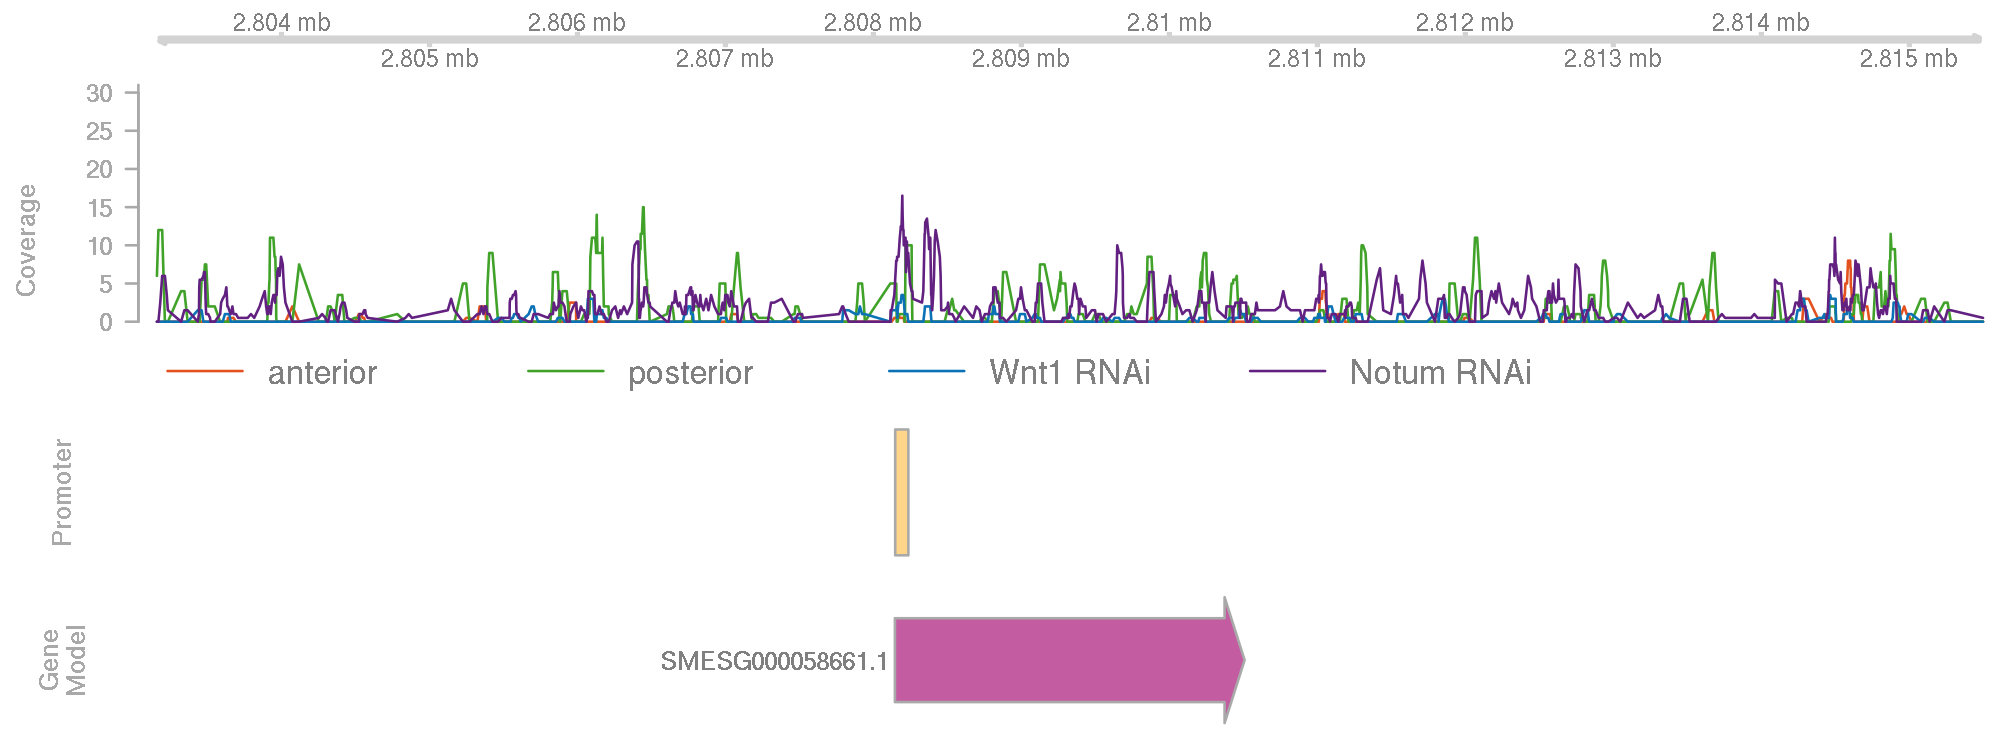 2.804 mb 2.806 mb 2.808 mb 2.81 mb 2.812 mb 2.814 mb
2.805 mb 2.807 mb 2.809 mb 2.811 mb 2.813 mb 2.815 mb
30
25
20
15
10
5
0
Coverage
anterior posterior Wnt1 RNAi Notum RNAi
Promoter
Gene
Model
SMESG000058661.1